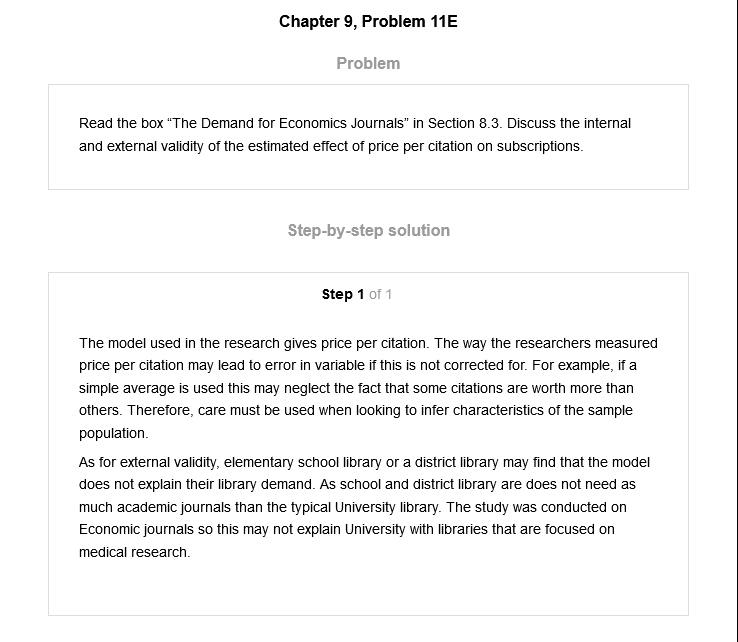 Chapter 9, Problem 11E
Problem
Read the box “The Demand for Economics Journals” in Section 8.3. Discuss the internal
and external validity of the estimated effect of price per citation on subscriptions.
Step-by-step solution
Step 1 of 1
The model used in the research gives price per citation. The way the researchers measured
price per citation may lead to error in variable if this is not corrected for. For example, if a
simple average is used this may neglect the fact that some citations are worth more than
others. Therefore, care must be used when looking to infer characteristics of the sample
population.
As for external validity, elementary school library or a district library may find that the model
does not explain their library demand. As school and district library are does not need as
much academic journals than the typical University library. The study was conducted on
Economic journals so this may not explain University with libraries that are focused on
medical research.